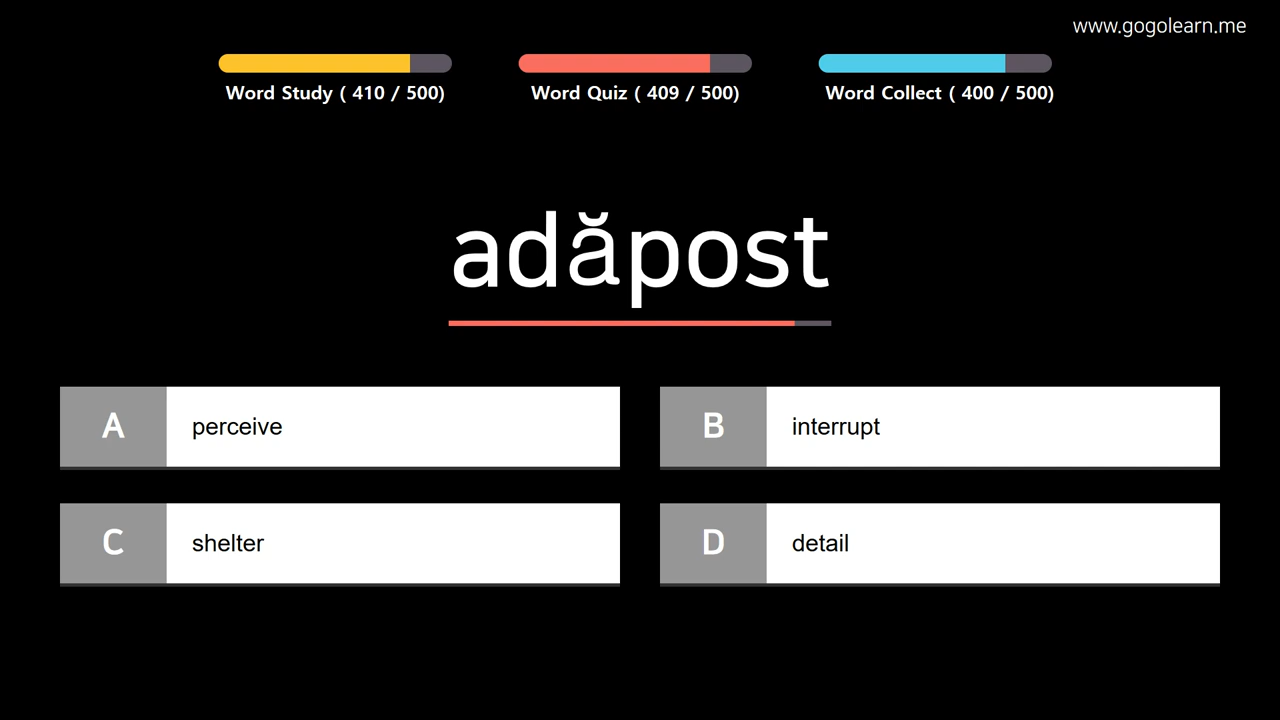 www.gogolearn.me
Word Study ( 410 / 500)
Word Quiz ( 409 / 500)
Word Collect ( 400 / 500)
adăpost
A perceive
B interrupt
C shelter
D detail